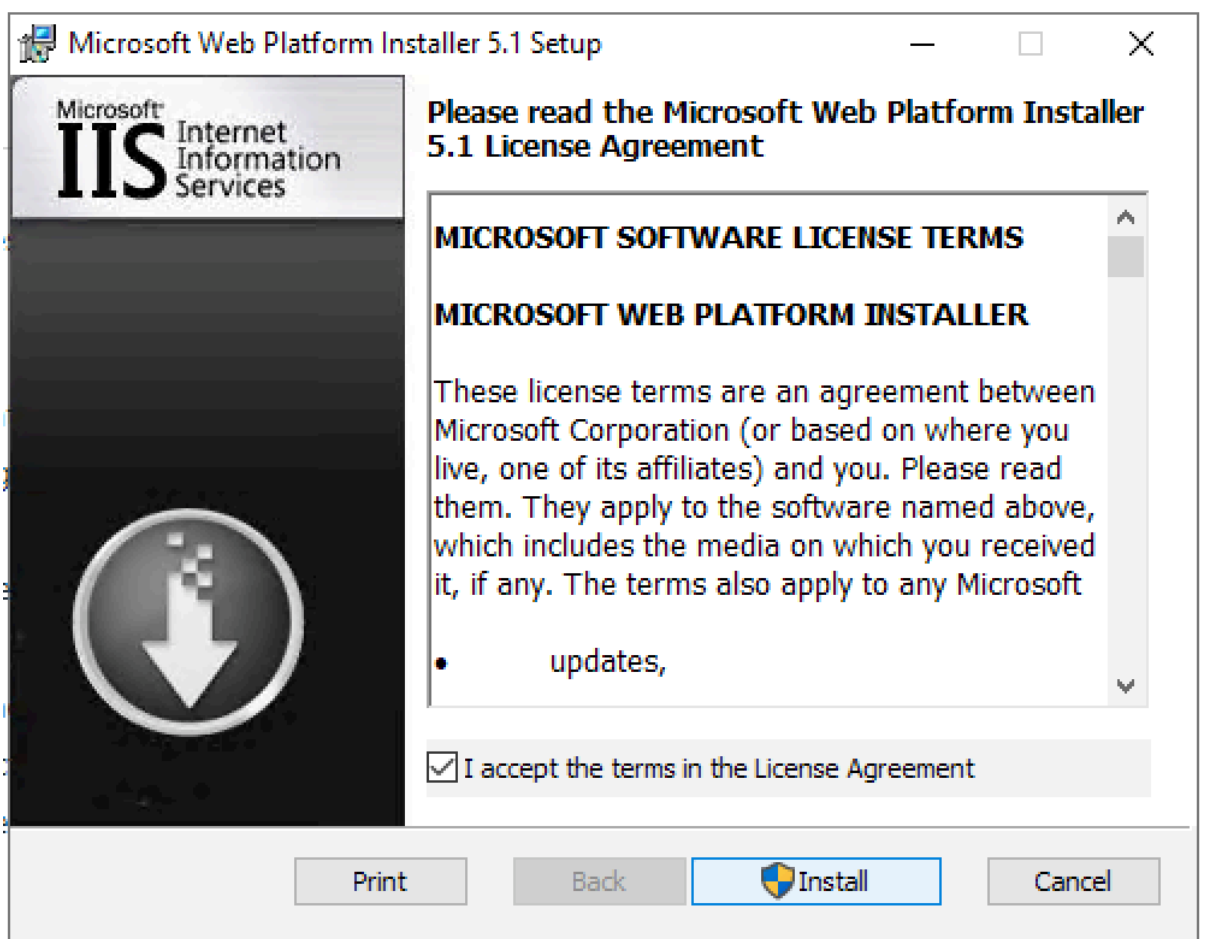 Microsoft Web Platform Installer 5.1 Setup
Microsoft
IIS Internet
Information
Services
Please read the Microsoft Web Platform Installer
5.1 License Agreement
MICROSOFT SOFTWARE LICENSE TERMS
MICROSOFT WEB PLATFORM INSTALLER
These license terms are an agreement between
Microsoft Corporation (or based on where you
live, one of its affiliates) and you. Please read
them. They apply to the software named above,
which includes the media on which you received
it, if any. The terms also apply to any Microsoft
• updates,
I accept the terms in the License Agreement
Print Back Install Cancel